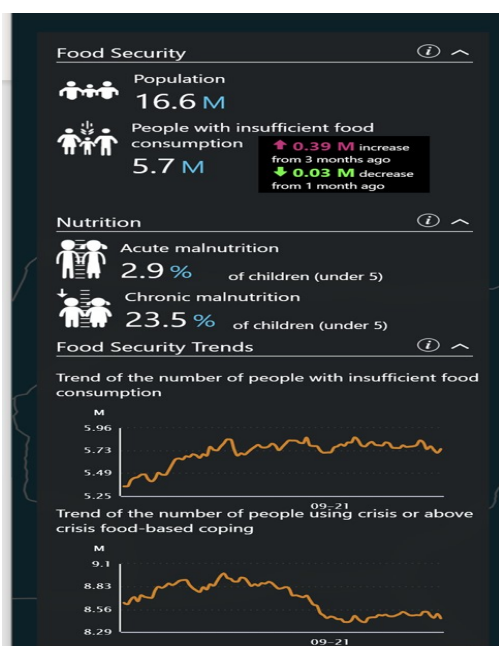 Food Security
Population
16.6 M
People with insufficient food
consumption
5.7 M
0.39 M increase
from 3 months ago
0.03 M decrease
from 1 month ago
Nutrition
Acute malnutrition
2.9 % of children (under 5)
Chronic malnutrition
23.5 % of children (under 5)
Food Security Trends
Trend of the number of people with insufficient food
consumption
M
5.96
5.73
5.49
5.25
09-21
Trend of the number of people using crisis or above
crisis food-based coping
M
9.1
8.83
8.56
8.29
09-21